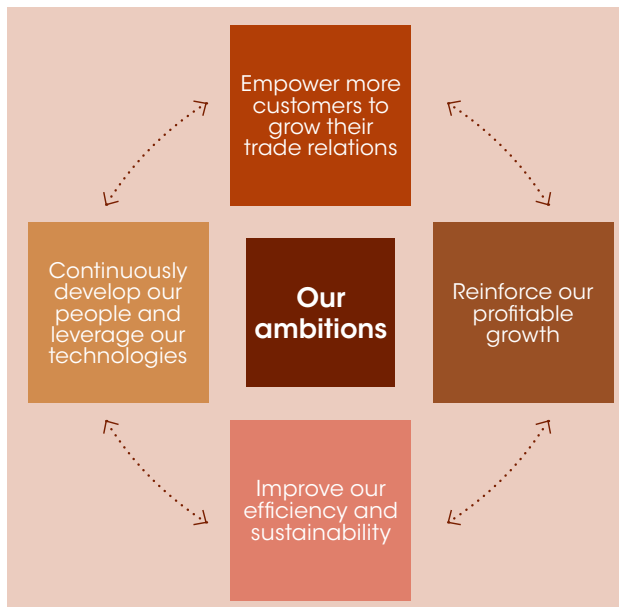 Empower more
customers to
grow their
trade relations
Continuously
develop our
people and
leverage our
technologies
Our
ambitions
Reinforce our
profitable
growth
Improve our
efficiency and
sustainability